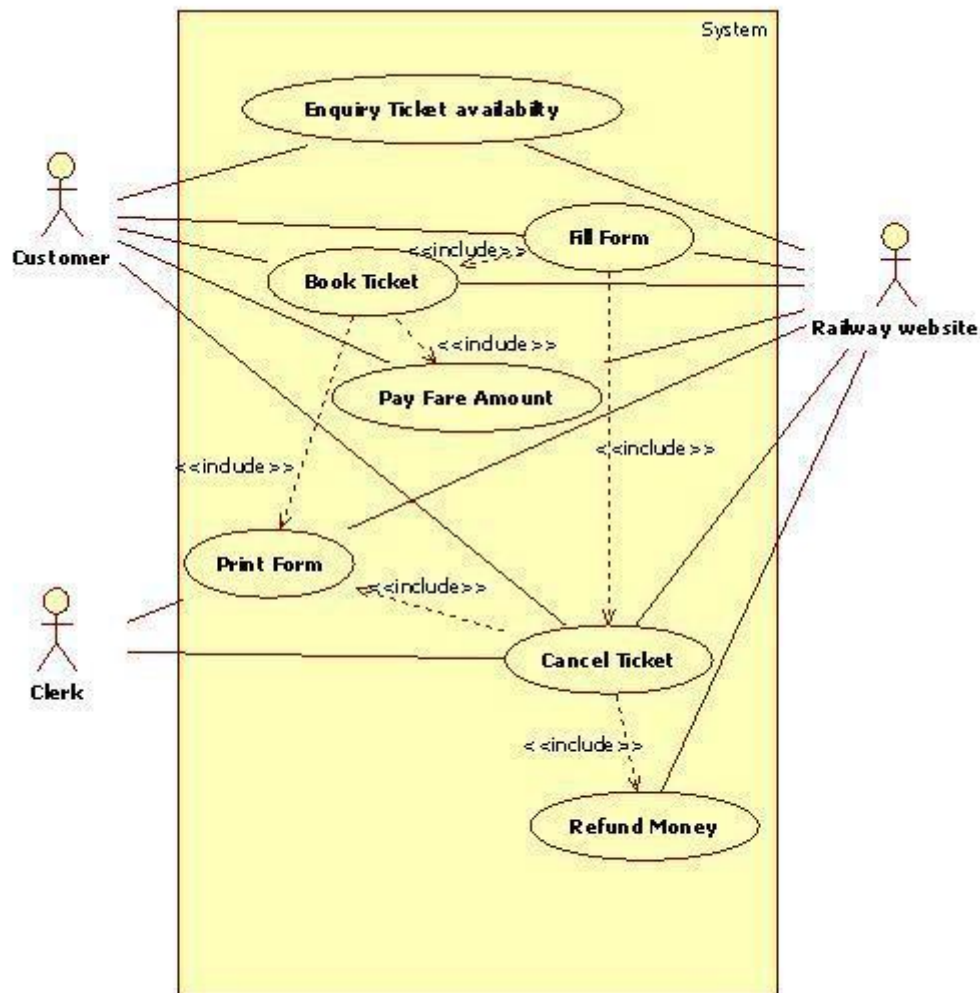 System
Enquiry Ticket availabilty
Customer
Fill Form
<<include>>
Book Ticket
Railway website
<<include>>
Pay Fare Amount
<<include>>
<<include>>
Print Form
<<include>>
Cancel Ticket
Clerk
<<include>>
Refund Money